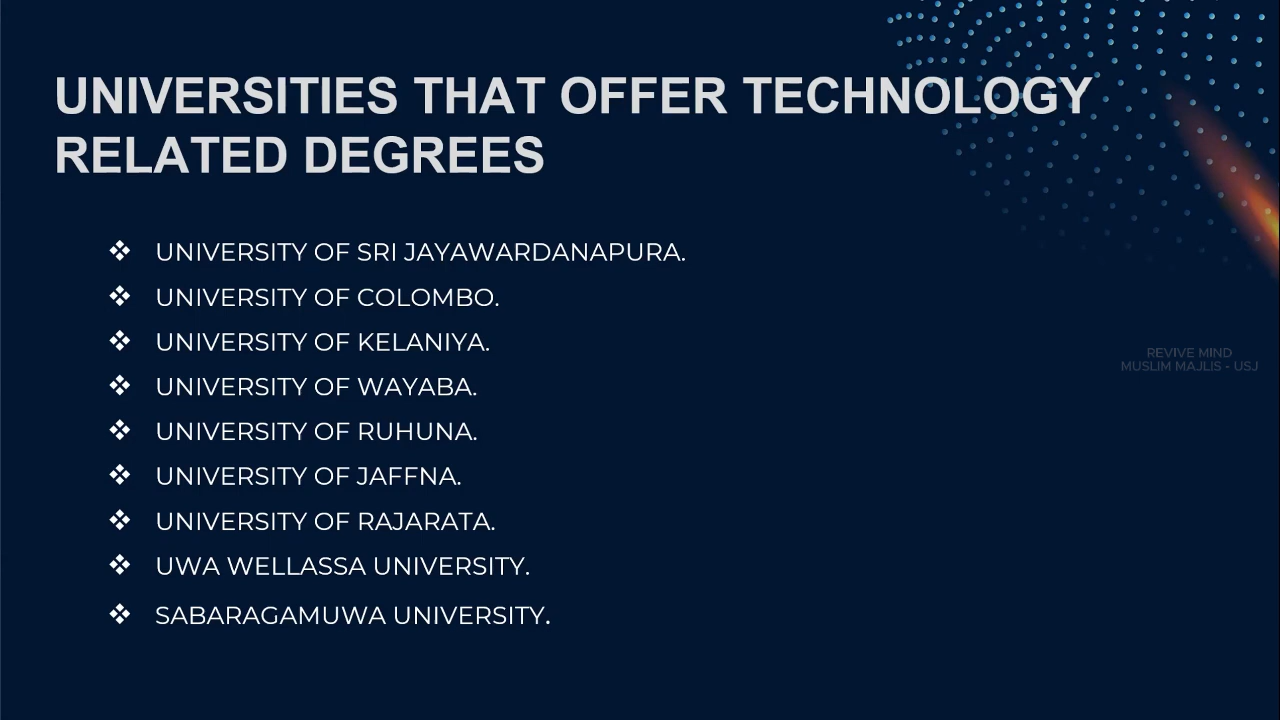 UNIVERSITIES THAT OFFER TECHNOLOGY
RELATED DEGREES
❖ UNIVERSITY OF SRI JAYAWARDANAPURA.
❖ UNIVERSITY OF COLOMBO.
❖ UNIVERSITY OF KELANIYA.
❖ UNIVERSITY OF WAYABA.
❖ UNIVERSITY OF RUHUNA.
❖ UNIVERSITY OF JAFFNA.
❖ UNIVERSITY OF RAJARATA.
❖ UWA WELLASSA UNIVERSITY.
❖ SABARAGAMUWA UNIVERSITY.
REVIVE MIND
MUSLIM MAJLIS - USJ